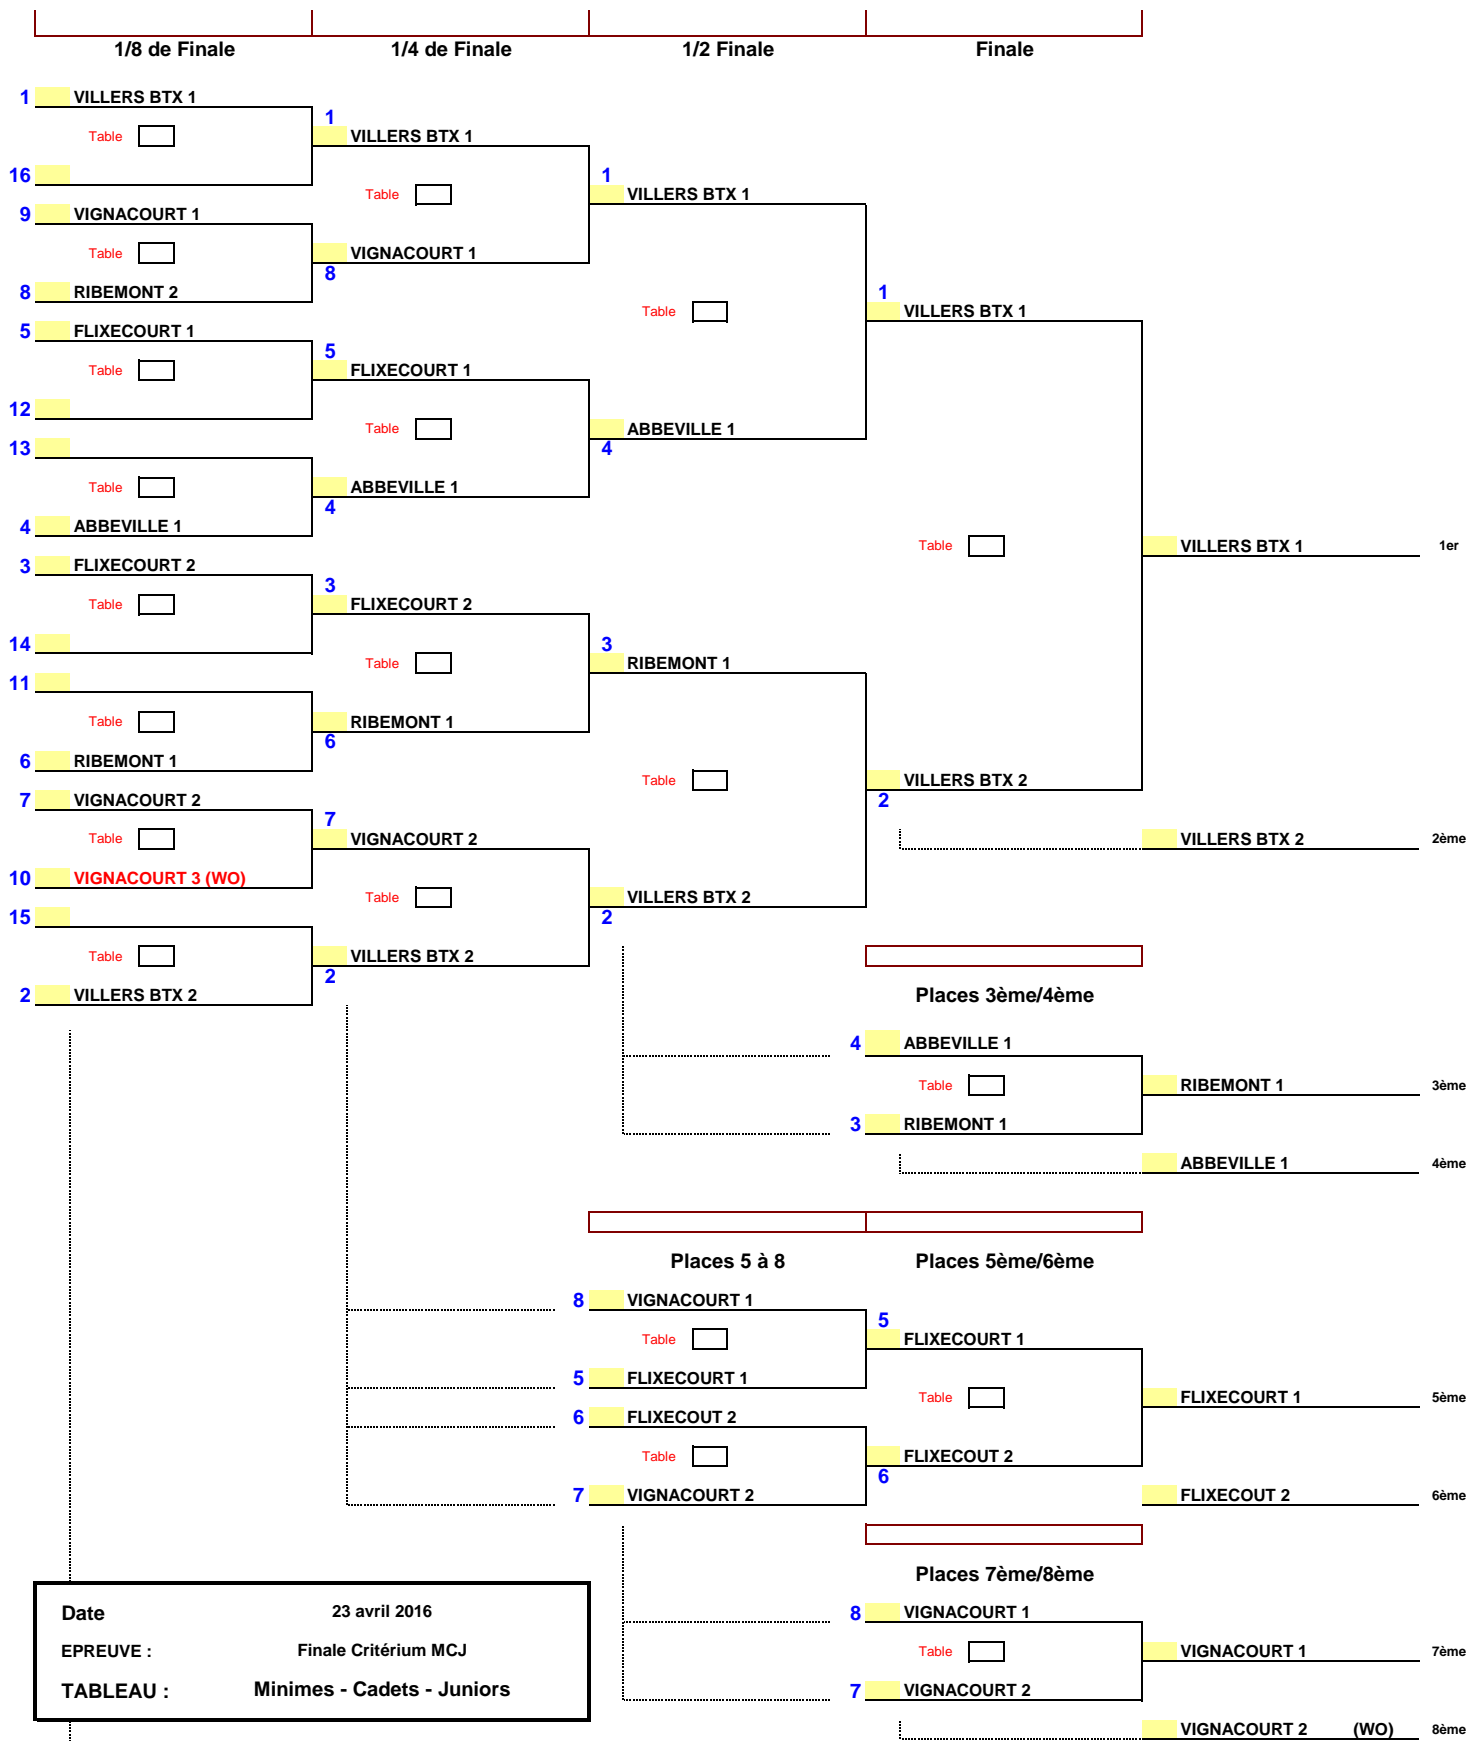 1/8 de Finale 1/4 de Finale 1/2 Finale Finale
1 VILLERS BTX 1
Table
16
9 VIGNACOURT 1
Table
8 RIBEMONT 2
5 FLIXECOURT 1
Table
12
13
Table
4 ABBEVILLE 1
3 FLIXECOURT 2
Table
14
11
Table
6 RIBEMONT 1
7 VIGNACOURT 2
Table
10 VIGNACOURT 3 (WO)
15
Table
2 VILLERS BTX 2
1
VILLERS BTX 1
Table
VIGNACOURT 1
8
5
FLIXECOURT 1
Table
ABBEVILLE 1
4
3
FLIXECOURT 2
Table
RIBEMONT 1
6
7
VIGNACOURT 2
Table
VILLERS BTX 2
2
1
VILLERS BTX 1
Table
ABBEVILLE 1
4
3
RIBEMONT 1
Table
VILLERS BTX 2
2
1
VILLERS BTX 1
Table
VILLERS BTX 2
2
VILLERS BTX 1 1er
VILLERS BTX 2 2ème
Places 3ème/4ème
4 ABBEVILLE 1
Table
3 RIBEMONT 1
RIBEMONT 1 3ème
ABBEVILLE 1 4ème
Places 5 à 8 Places 5ème/6ème
8 VIGNACOURT 1
Table
5 FLIXECOURT 1
6 FLIXECOUT 2
Table
7 VIGNACOURT 2
5
FLIXECOURT 1
Table
FLIXECOUT 2
6
FLIXECOURT 1 5ème
FLIXECOUT 2 6ème
Places 7ème/8ème
8 VIGNACOURT 1
Table
7 VIGNACOURT 2
VIGNACOURT 1 7ème
VIGNACOURT 2 (WO) 8ème
Date 23 avril 2016
EPREUVE : Finale Critérium MCJ
TABLEAU : Minimes - Cadets - Juniors